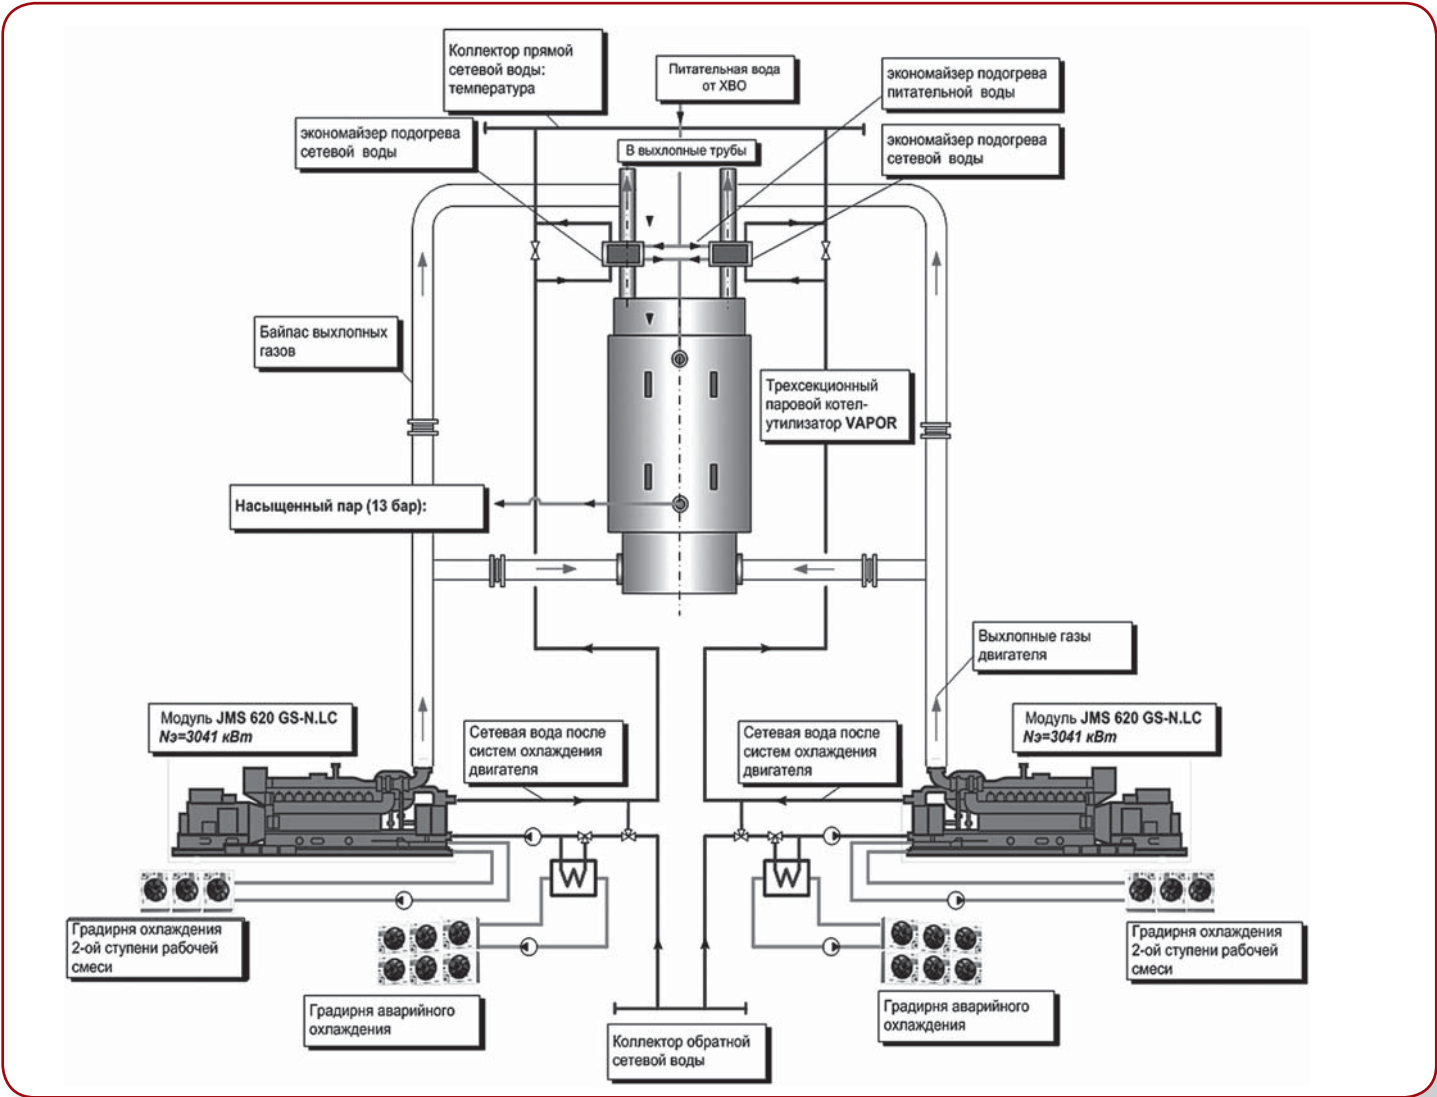 Коллектор прямой
сетевой воды:
температура
Питательная вода
от ХВО
экономайзер подогрева
питательной воды
экономайзер подогрева
сетевой воды
В выхлопные трубы
экономайзер подогрева
сетевой воды
Байпас выхлопных
газов
Трехсекционный
паровой котел-
утилизатор VAPOR
Насыщенный пар (13 бар):
Выхлопные газы
двигателя
Модуль JMS 620 GS-N.LC
Nэ=3041 кВт
Сетевая вода после
систем охлаждения
двигателя
Сетевая вода после
систем охлаждения
двигателя
Модуль JMS 620 GS-N.LC
Nэ=3041 кВт
Градирня охлаждения
2-ой ступени рабочей
смеси
Градирня охлаждения
2-ой ступени рабочей
смеси
Градирня аварийного
охлаждения
Градирня аварийного
охлаждения
Коллектор обратной
сетевой воды